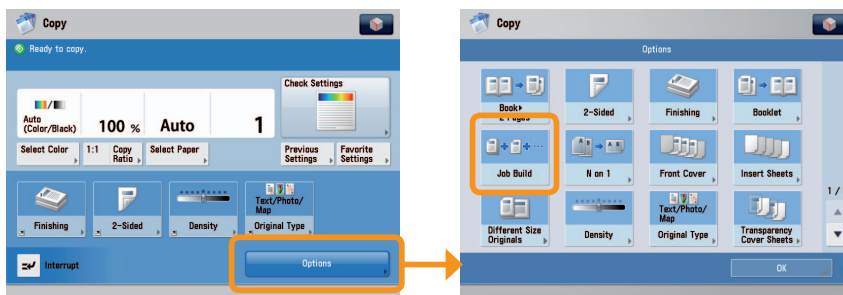 Copy
Ready to copy.
Check Settings
Auto
(Color/Black)
100 %
Auto
1
Select Color
1:1
Copy
Ratio
Select Paper
Previous
Settings
Favorite
Settings
Finishing
2-Sided
Density
Text/Photo/
Map
Original Type
Interrupt
Options
Copy
Options
Book▸
2 Pages
2-Sided
Finishing
Booklet
Job Build
N on 1
Front Cover
Insert Sheets
1/
Different Size
Originals
Density
Text/Photo/
Map
Original Type
Transparency
Cover Sheets
OK